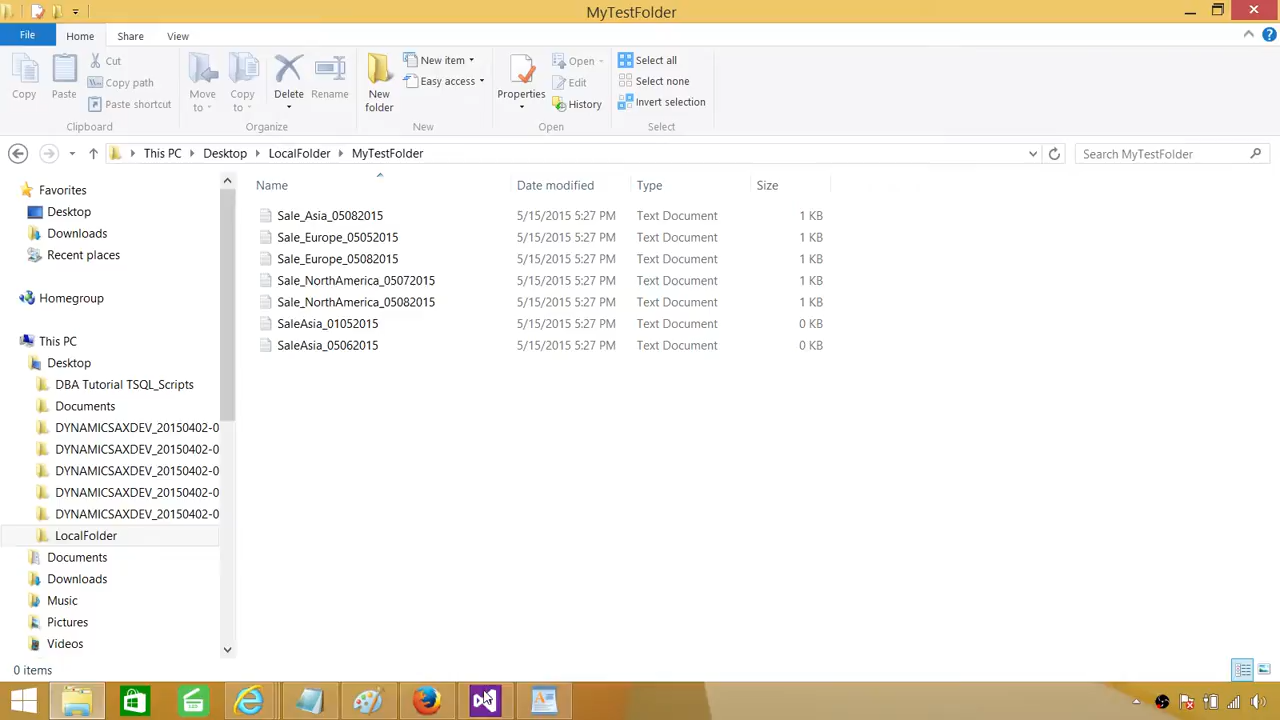 MyTestFolder
File Home Share View
Copy Paste Cut Copy path Paste shortcut Clipboard
Move to Copy to Delete Rename Organize
New folder New item Easy access New
Properties Open Edit History Open
Select all Select none Invert selection Select
This PC Desktop LocalFolder MyTestFolder Search MyTestFolder
Favorites
Desktop
Downloads
Recent places
Homegroup
This PC
Desktop
DBA Tutorial TSQL_Scripts
Documents
DYNAMICSAXDEV_20150402-0
DYNAMICSAXDEV_20150402-0
DYNAMICSAXDEV_20150402-0
DYNAMICSAXDEV_20150402-0
DYNAMICSAXDEV_20150402-0
LocalFolder
Documents
Downloads
Music
Pictures
Videos
Name Date modified Type Size
Sale_Asia_05082015 5/15/2015 5:27 PM Text Document 1 KB
Sale_Europe_05052015 5/15/2015 5:27 PM Text Document 1 KB
Sale_Europe_05082015 5/15/2015 5:27 PM Text Document 1 KB
Sale_NorthAmerica_05072015 5/15/2015 5:27 PM Text Document 1 KB
Sale_NorthAmerica_05082015 5/15/2015 5:27 PM Text Document 1 KB
SaleAsia_01052015 5/15/2015 5:27 PM Text Document 0 KB
SaleAsia_05062015 5/15/2015 5:27 PM Text Document 0 KB
0 items